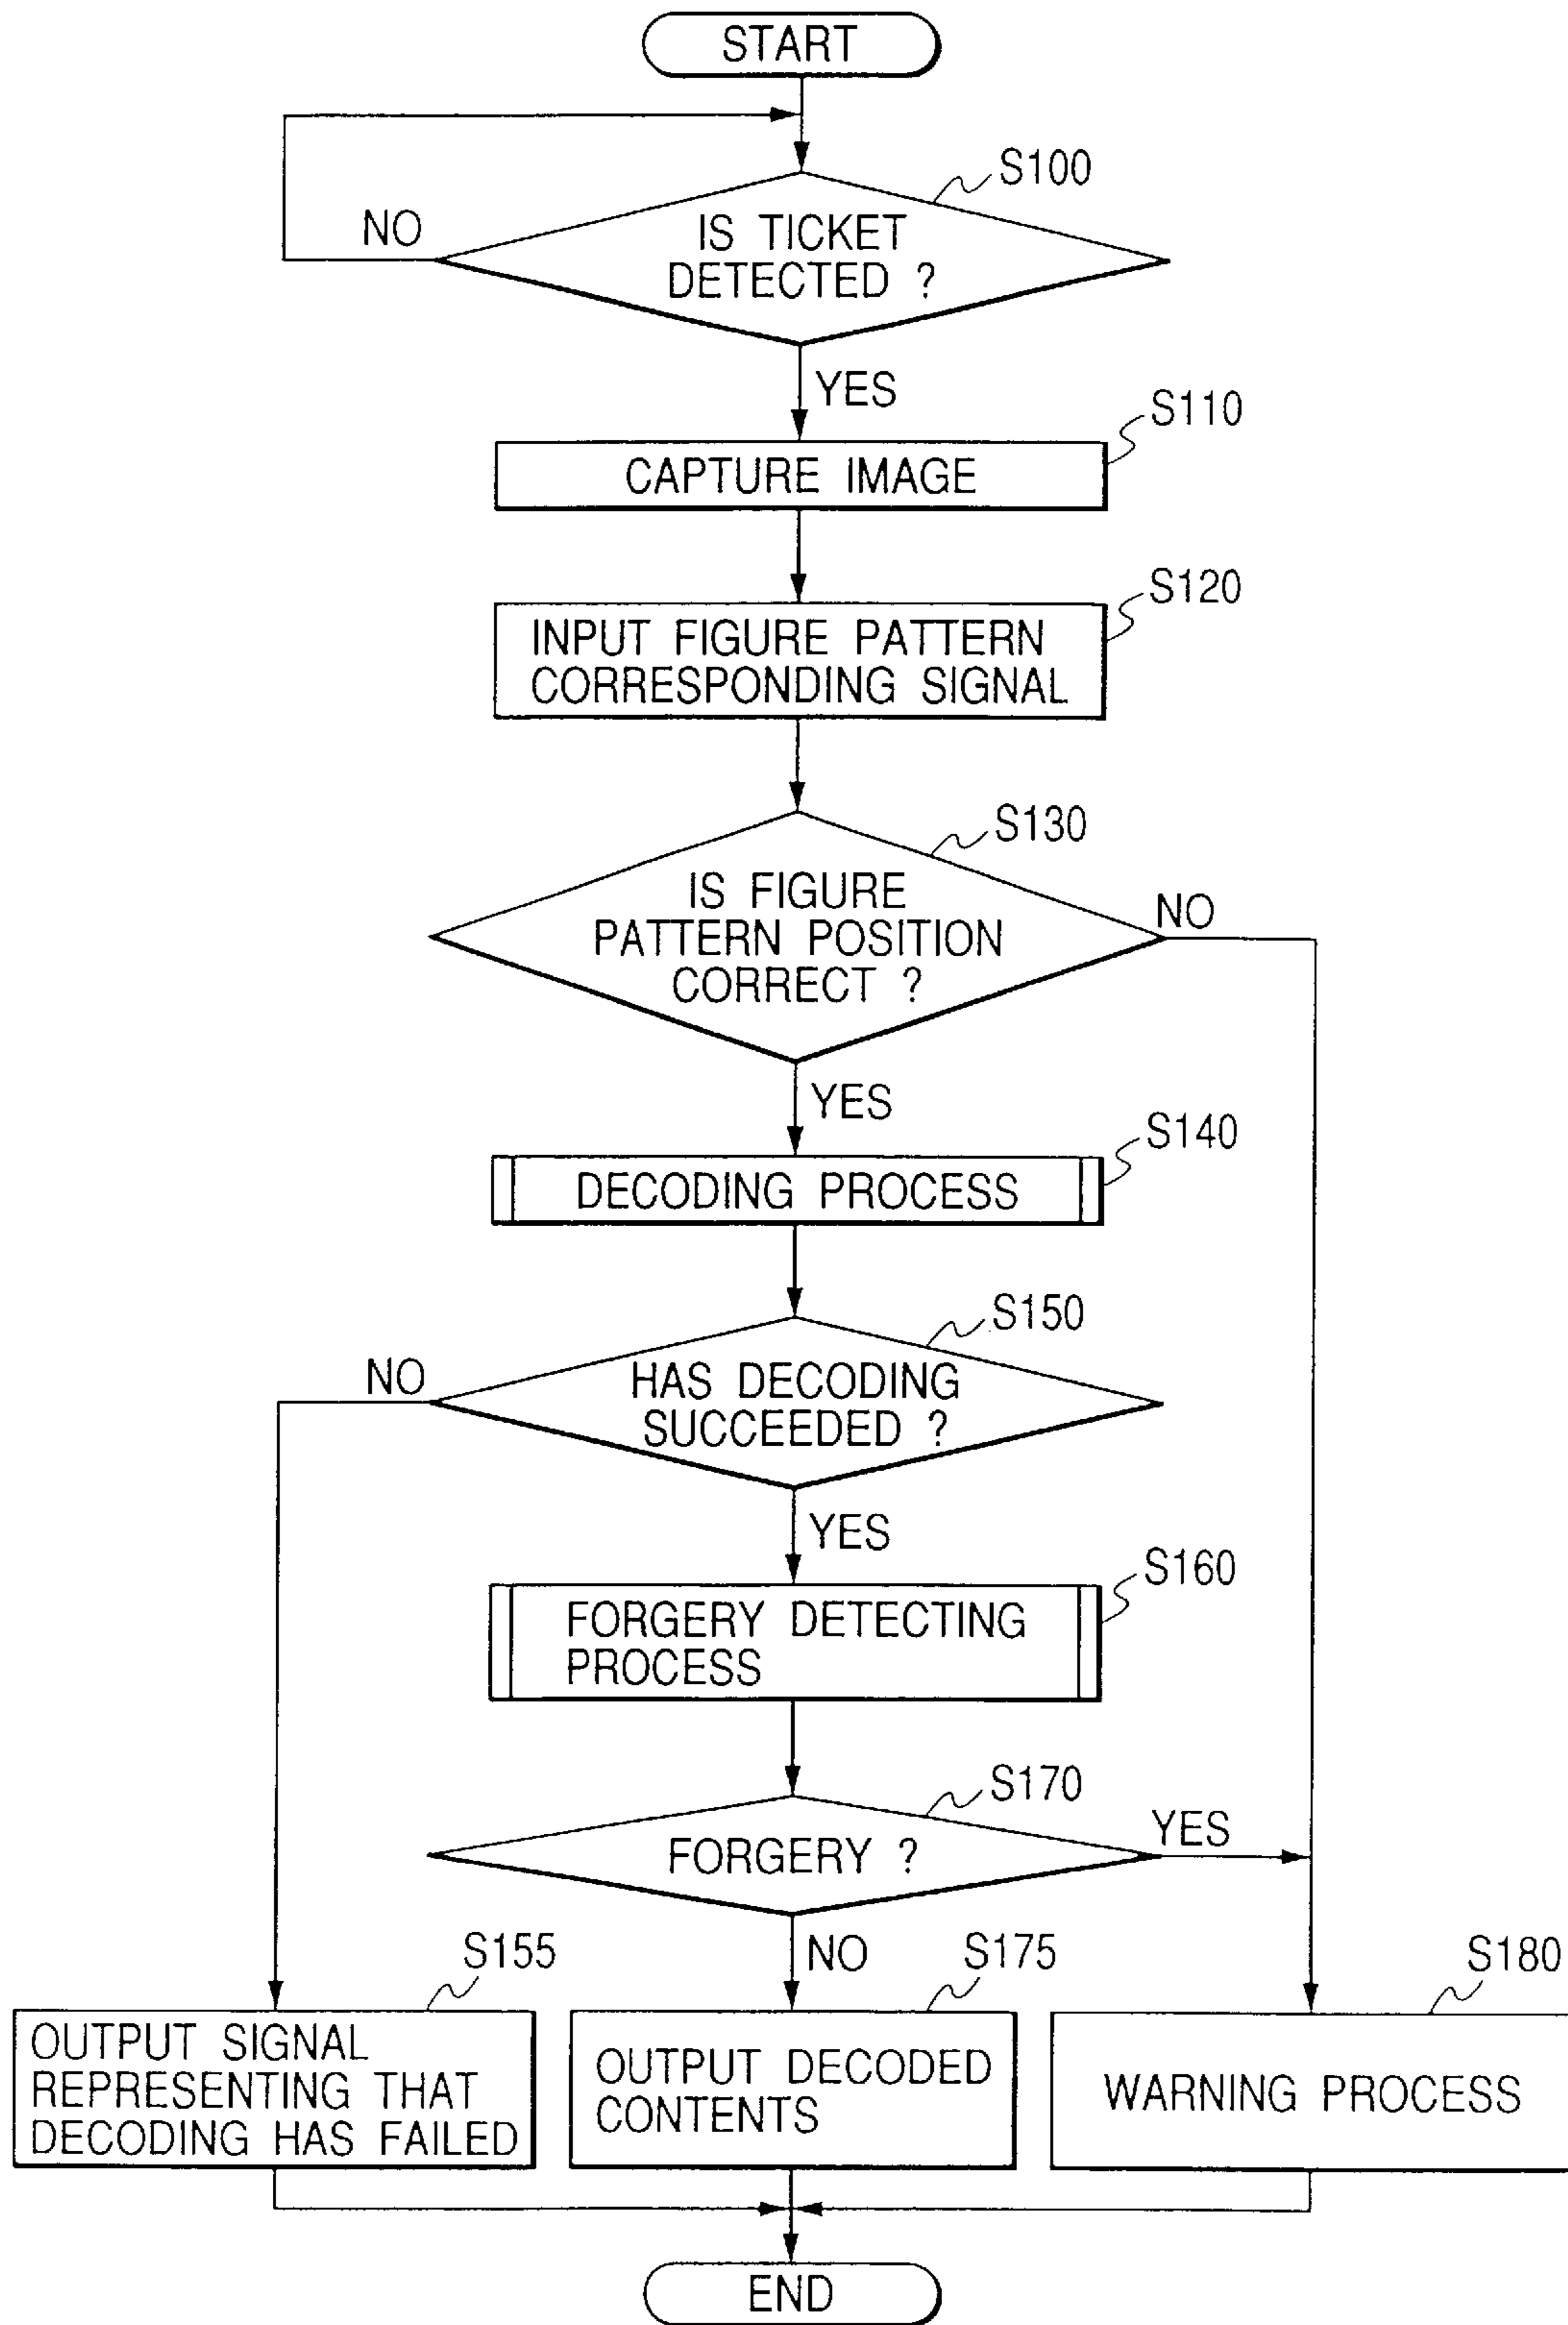 START
S100
NO
IS TICKET
DETECTED ?
YES
S110
CAPTURE IMAGE
S120
INPUT FIGURE PATTERN
CORRESPONDING SIGNAL
S130
IS FIGURE
PATTERN POSITION
CORRECT ?
NO
YES
S140
DECODING PROCESS
S150
NO
HAS DECODING
SUCCEEDED ?
YES
S160
FORGERY DETECTING
PROCESS
S170
FORGERY ?
YES
NO
S155
OUTPUT SIGNAL
REPRESENTING THAT
DECODING HAS FAILED
S175
OUTPUT DECODED
CONTENTS
S180
WARNING PROCESS
END